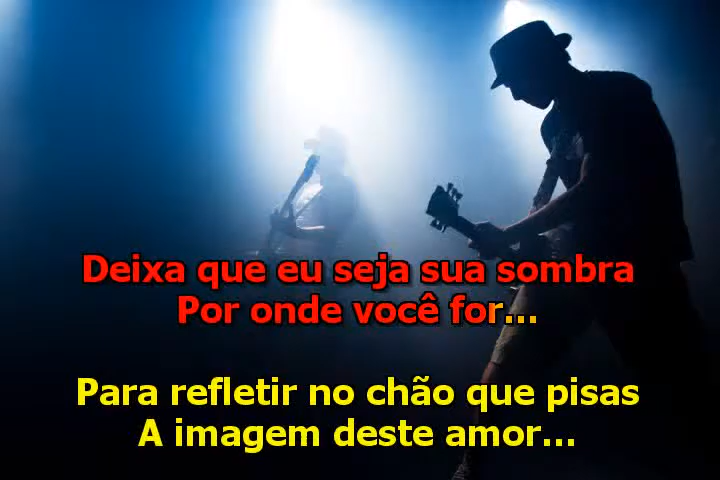 Deixa que eu seja sua sombra
Por onde você for...
Para refletir no chão que pisas
A imagem deste amor...